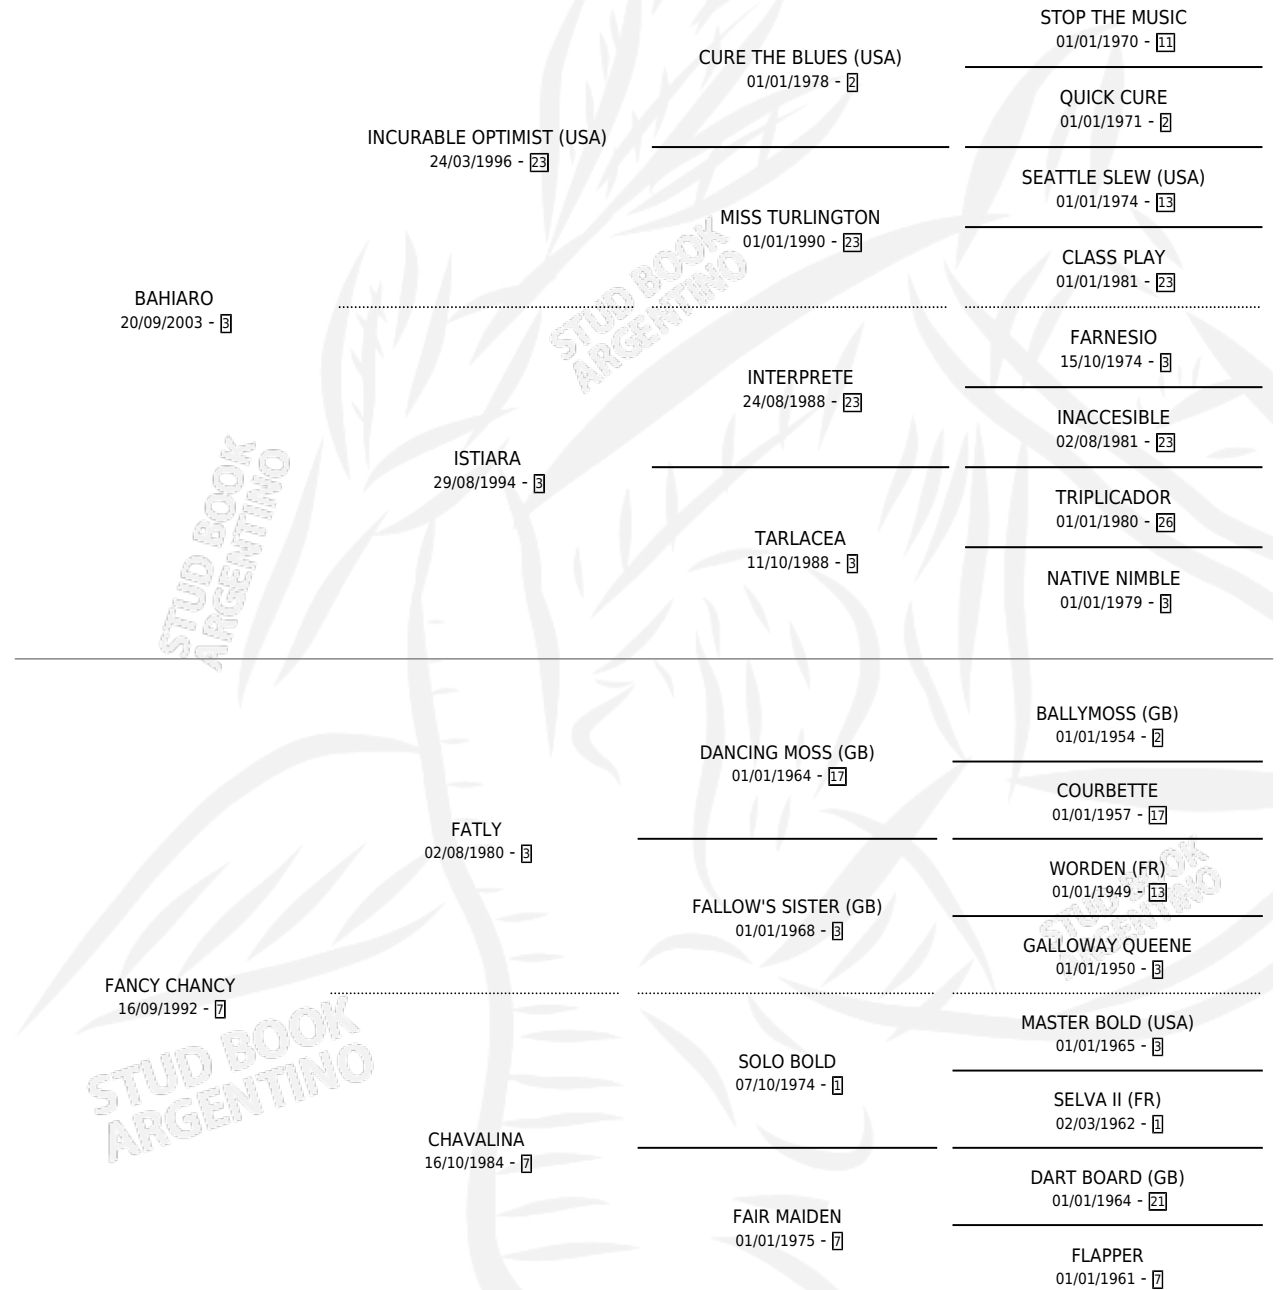 STOP THE MUSIC
01/01/1970 - 11
CURE THE BLUES (USA)
01/01/1978 - 2
QUICK CURE
01/01/1971 - 2
INCURABLE OPTIMIST (USA)
24/03/1996 - 23
SEATTLE SLEW (USA)
01/01/1974 - 13
MISS TURLINGTON
01/01/1990 - 23
CLASS PLAY
01/01/1981 - 23
BAHIARO
20/09/2003 - 3
FARNESIO
15/10/1974 - 3
INTERPRETE
24/08/1988 - 23
INACCESIBLE
02/08/1981 - 23
ISTIARA
29/08/1994 - 3
TRIPLICADOR
01/01/1980 - 26
TARLACEA
11/10/1988 - 3
NATIVE NIMBLE
01/01/1979 - 3
BALLYMOSS (GB)
01/01/1954 - 2
DANCING MOSS (GB)
01/01/1964 - 17
COURBETTE
01/01/1957 - 17
FATLY
02/08/1980 - 3
WORDEN (FR)
01/01/1949 - 13
FALLOW'S SISTER (GB)
01/01/1968 - 3
GALLOWAY QUEENE
01/01/1950 - 3
FANCY CHANCY
16/09/1992 - 7
MASTER BOLD (USA)
01/01/1965 - 3
SOLO BOLD
07/10/1974 - 1
SELVA II (FR)
02/03/1962 - 1
CHAVALINA
16/10/1984 - 7
DART BOARD (GB)
01/01/1964 - 21
FAIR MAIDEN
01/01/1975 - 7
FLAPPER
01/01/1961 - 7
STUD BOOK
ARGENTINO
STUD BOOK
ARGENTINO
STUD BOOK
ARGENTINO
STUD BOOK
ARGENTINO